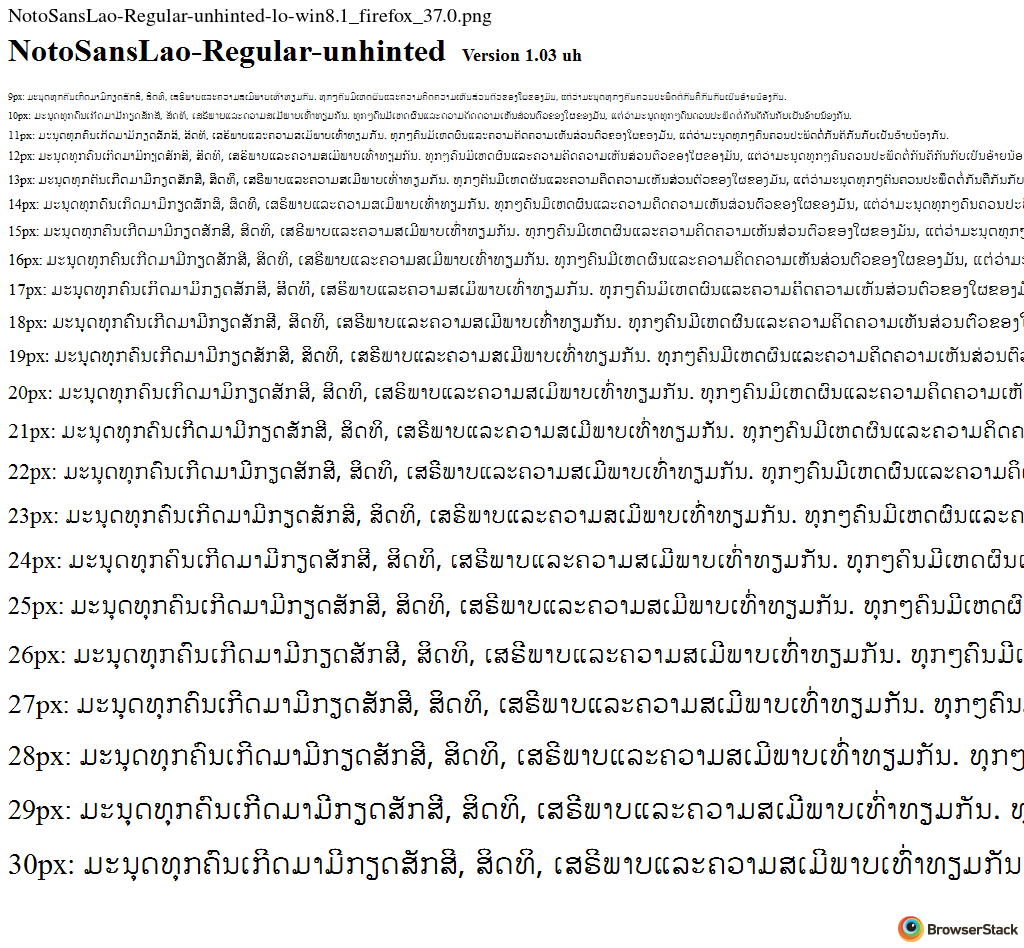 NotoSansLao-Regular-unhinted-lo-win8.1_firefox_37.0.png
NotoSansLao-Regular-unhinted Version 1.03 uh
9px: ມະນຸດທຸກຄົນເກີດມາມີກຽດສັກສີ, ສິດທິ, ເສຣີພາບແລະຄວາມສເມີພາບເທົ່າທຽມກັນ. ທຸກໆຄົນມີເຫດຜົນແລະຄວາມຄິດຄວາມເຫັນສ່ວນຕົວຂອງໃຜຂອງມັນ, ແຕ່ວ່າມະນຸດທຸກໆຄົນຄວນປະພຶດຕໍ່ກັນຄືກັນກັບເປັນອ້າຍນ້ອງກັນ.
10px: ມະນຸດທຸກຄົນເກີດມາມີກຽດສັກສີ, ສິດທິ, ເສຣີພາບແລະຄວາມສເມີພາບເທົ່າທຽມກັນ. ທຸກໆຄົນມີເຫດຜົນແລະຄວາມຄິດຄວາມເຫັນສ່ວນຕົວຂອງໃຜຂອງມັນ, ແຕ່ວ່າມະນຸດທຸກໆຄົນຄວນປະພຶດຕໍ່ກັນຄືກັນກັບເປັນອ້າຍນ້ອງກັນ.
11px: ມະນຸດທຸກຄົນເກີດມາມີກຽດສັກສີ, ສິດທິ, ເສຣີພາບແລະຄວາມສເມີພາບເທົ່າທຽມກັນ. ທຸກໆຄົນມີເຫດຜົນແລະຄວາມຄິດຄວາມເຫັນສ່ວນຕົວຂອງໃຜຂອງມັນ, ແຕ່ວ່າມະນຸດທຸກໆຄົນຄວນປະພຶດຕໍ່ກັນຄືກັນກັບເປັນອ້າຍນ້ອງກັນ.
12px: ມະນຸດທຸກຄົນເກີດມາມີກຽດສັກສີ, ສິດທິ, ເສຣີພາບແລະຄວາມສເມີພາບເທົ່າທຽມກັນ. ທຸກໆຄົນມີເຫດຜົນແລະຄວາມຄິດຄວາມເຫັນສ່ວນຕົວຂອງໃຜຂອງມັນ, ແຕ່ວ່າມະນຸດທຸກໆຄົນຄວນປະພຶດຕໍ່ກັນຄືກັນກັບເປັນອ້າຍນ້ອ
13px: ມະນຸດທຸກຄົນເກີດມາມີກຽດສັກສີ, ສິດທິ, ເສຣີພາບແລະຄວາມສເມີພາບເທົ່າທຽມກັນ. ທຸກໆຄົນມີເຫດຜົນແລະຄວາມຄິດຄວາມເຫັນສ່ວນຕົວຂອງໃຜຂອງມັນ, ແຕ່ວ່າມະນຸດທຸກໆຄົນຄວນປະພຶດຕໍ່ກັນຄືກັນກັບ
14px: ມະນຸດທຸກຄົນເກີດມາມີກຽດສັກສີ, ສິດທິ, ເສຣີພາບແລະຄວາມສເມີພາບເທົ່າທຽມກັນ. ທຸກໆຄົນມີເຫດຜົນແລະຄວາມຄິດຄວາມເຫັນສ່ວນຕົວຂອງໃຜຂອງມັນ, ແຕ່ວ່າມະນຸດທຸກໆຄົນຄວນປະ
15px: ມະນຸດທຸກຄົນເກີດມາມີກຽດສັກສີ, ສິດທິ, ເສຣີພາບແລະຄວາມສເມີພາບເທົ່າທຽມກັນ. ທຸກໆຄົນມີເຫດຜົນແລະຄວາມຄິດຄວາມເຫັນສ່ວນຕົວຂອງໃຜຂອງມັນ, ແຕ່ວ່າມະນຸດທຸກໆ
16px: ມະນຸດທຸກຄົນເກີດມາມີກຽດສັກສີ, ສິດທິ, ເສຣີພາບແລະຄວາມສເມີພາບເທົ່າທຽມກັນ. ທຸກໆຄົນມີເຫດຜົນແລະຄວາມຄິດຄວາມເຫັນສ່ວນຕົວຂອງໃຜຂອງມັນ, ແຕ່ວ່າມະ
17px: ມະນຸດທຸກຄົນເກີດມາມີກຽດສັກສີ, ສິດທິ, ເສຣີພາບແລະຄວາມສເມີພາບເທົ່າທຽມກັນ. ທຸກໆຄົນມີເຫດຜົນແລະຄວາມຄິດຄວາມເຫັນສ່ວນຕົວຂອງໃຜຂອງມັ
18px: ມະນຸດທຸກຄົນເກີດມາມີກຽດສັກສີ, ສິດທິ, ເສຣີພາບແລະຄວາມສເມີພາບເທົ່າທຽມກັນ. ທຸກໆຄົນມີເຫດຜົນແລະຄວາມຄິດຄວາມເຫັນສ່ວນຕົວຂອງ
19px: ມະນຸດທຸກຄົນເກີດມາມີກຽດສັກສີ, ສິດທິ, ເສຣີພາບແລະຄວາມສເມີພາບເທົ່າທຽມກັນ. ທຸກໆຄົນມີເຫດຜົນແລະຄວາມຄິດຄວາມເຫັນສ່ວນຕົວ
20px: ມະນຸດທຸກຄົນເກີດມາມີກຽດສັກສີ, ສິດທິ, ເສຣີພາບແລະຄວາມສເມີພາບເທົ່າທຽມກັນ. ທຸກໆຄົນມີເຫດຜົນແລະຄວາມຄິດຄວາມເຫັ
21px: ມະນຸດທຸກຄົນເກີດມາມີກຽດສັກສີ, ສິດທິ, ເສຣີພາບແລະຄວາມສເມີພາບເທົ່າທຽມກັນ. ທຸກໆຄົນມີເຫດຜົນແລະຄວາມຄິດຄ
22px: ມະນຸດທຸກຄົນເກີດມາມີກຽດສັກສີ, ສິດທິ, ເສຣີພາບແລະຄວາມສເມີພາບເທົ່າທຽມກັນ. ທຸກໆຄົນມີເຫດຜົນແລະຄວາມຄິ
23px: ມະນຸດທຸກຄົນເກີດມາມີກຽດສັກສີ, ສິດທິ, ເສຣີພາບແລະຄວາມສເມີພາບເທົ່າທຽມກັນ. ທຸກໆຄົນມີເຫດຜົນແລະຄ
24px: ມະນຸດທຸກຄົນເກີດມາມີກຽດສັກສີ, ສິດທິ, ເສຣີພາບແລະຄວາມສເມີພາບເທົ່າທຽມກັນ. ທຸກໆຄົນມີເຫດຜົນແ
25px: ມະນຸດທຸກຄົນເກີດມາມີກຽດສັກສີ, ສິດທິ, ເສຣີພາບແລະຄວາມສເມີພາບເທົ່າທຽມກັນ. ທຸກໆຄົນມີເຫດຜົ
26px: ມະນຸດທຸກຄົນເກີດມາມີກຽດສັກສີ, ສິດທິ, ເສຣີພາບແລະຄວາມສເມີພາບເທົ່າທຽມກັນ. ທຸກໆຄົນມີເ
27px: ມະນຸດທຸກຄົນເກີດມາມີກຽດສັກສີ, ສິດທິ, ເສຣີພາບແລະຄວາມສເມີພາບເທົ່າທຽມກັນ. ທຸກໆຄົນ
28px: ມະນຸດທຸກຄົນເກີດມາມີກຽດສັກສີ, ສິດທິ, ເສຣີພາບແລະຄວາມສເມີພາບເທົ່າທຽມກັນ. ທຸກ
29px: ມະນຸດທຸກຄົນເກີດມາມີກຽດສັກສີ, ສິດທິ, ເສຣີພາບແລະຄວາມສເມີພາບເທົ່າທຽມກັນ. ທຸ
30px: ມະນຸດທຸກຄົນເກີດມາມີກຽດສັກສີ, ສິດທິ, ເສຣີພາບແລະຄວາມສເມີພາບເທົ່າທຽມກັນ
BrowserStack